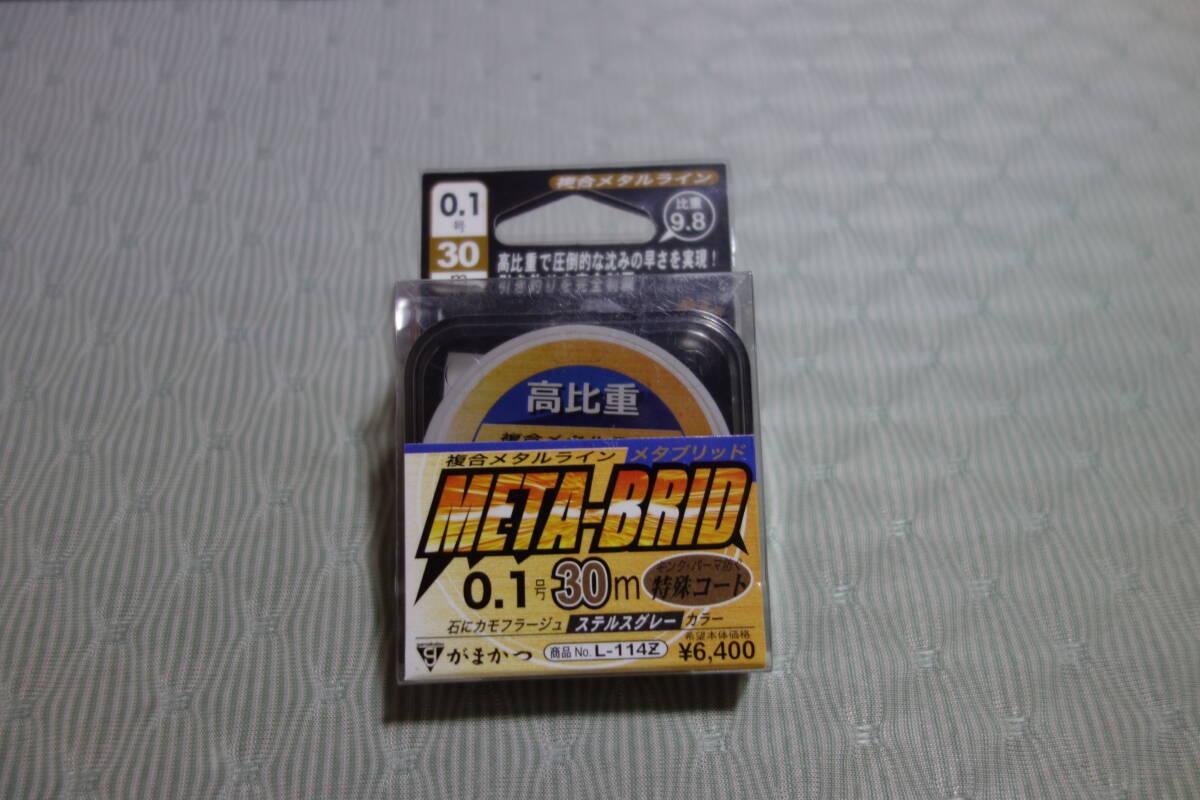 複合メタルライン
0.1
号
30
m
比重
9.8
高比重で圧倒的な沈みの早さを実現!
高比重
複合メタルライン メタブリッド
META-BRID
0.1号30m
特殊コート
石にカモフラージュ ステルスグレー カラー
希望本体価格
がまかつ 商品No. L-114Z ¥6,400